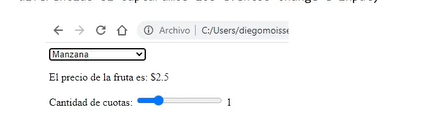 Archivo | C:/Users/diegomoisse
Manzana
El precio de la fruta es: $2.5
Cantidad de cuotas: 1